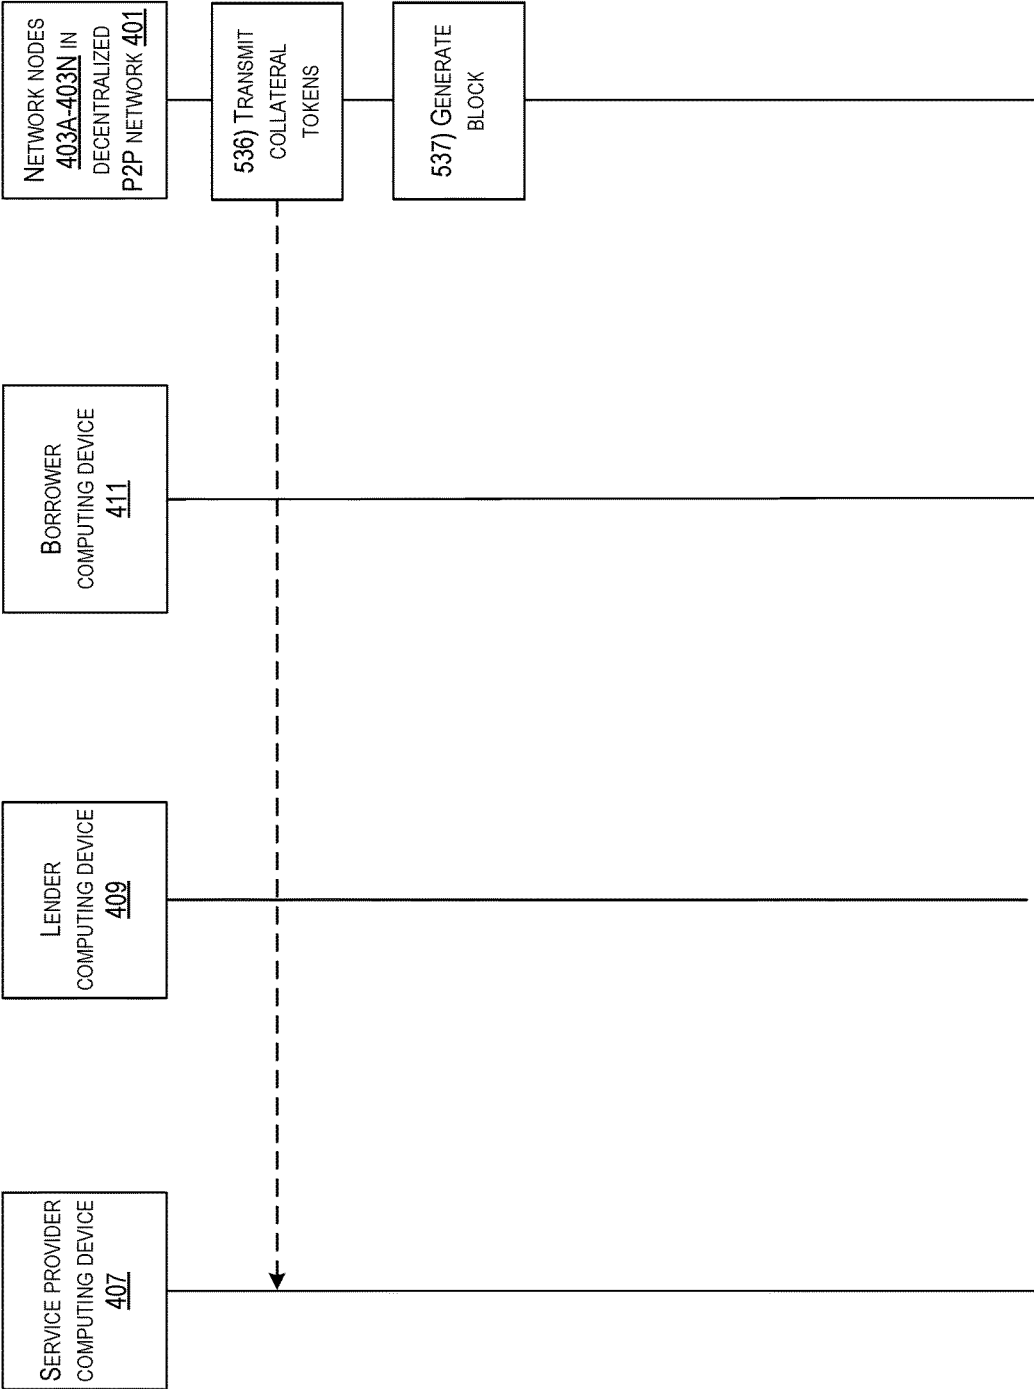 SERVICE PROVIDER
COMPUTING DEVICE
407
LENDER
COMPUTING DEVICE
409
BORROWER
COMPUTING DEVICE
411
NETWORK NODES
403A-403N IN
DECENTRALIZED
P2P NETWORK 401
536) TRANSMIT
COLLATERAL
TOKENS
537) GENERATE
BLOCK